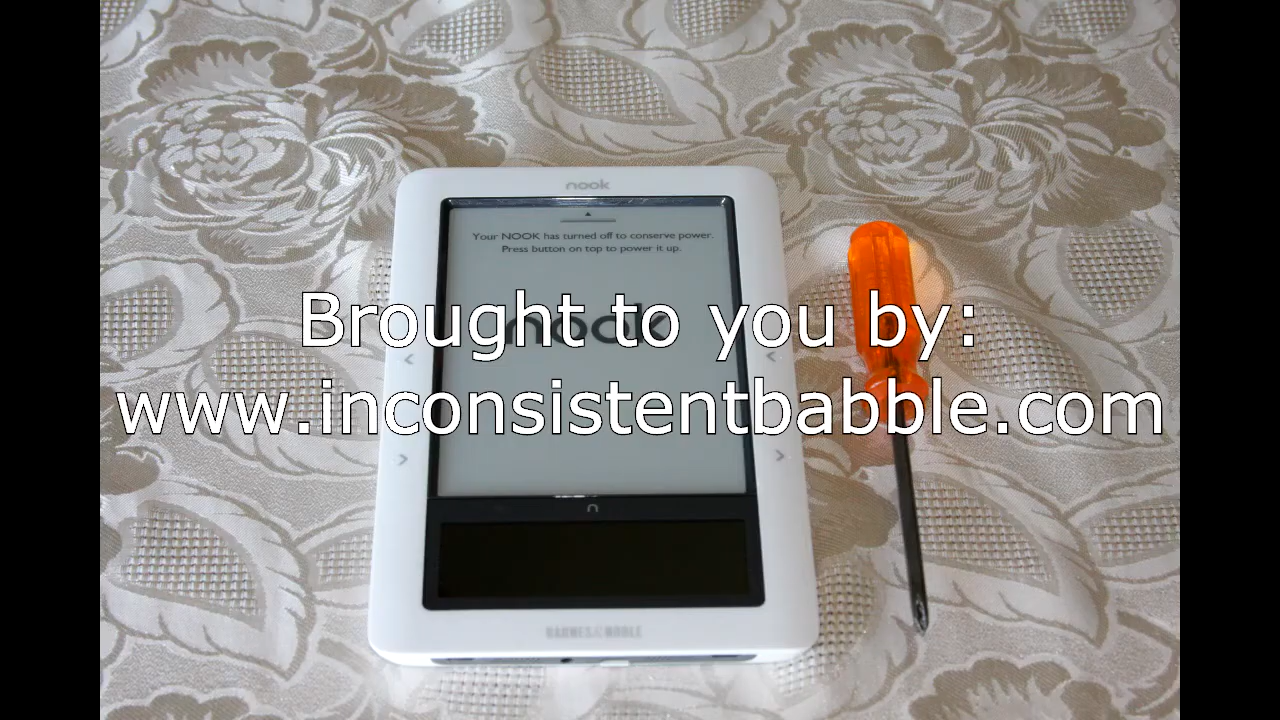 nook
Your NOOK has turned off to conserve power.
Press button on top to power it up.
nook
Brought to you by:
www.inconsistentbabble.com
n
BARNES & NOBLE